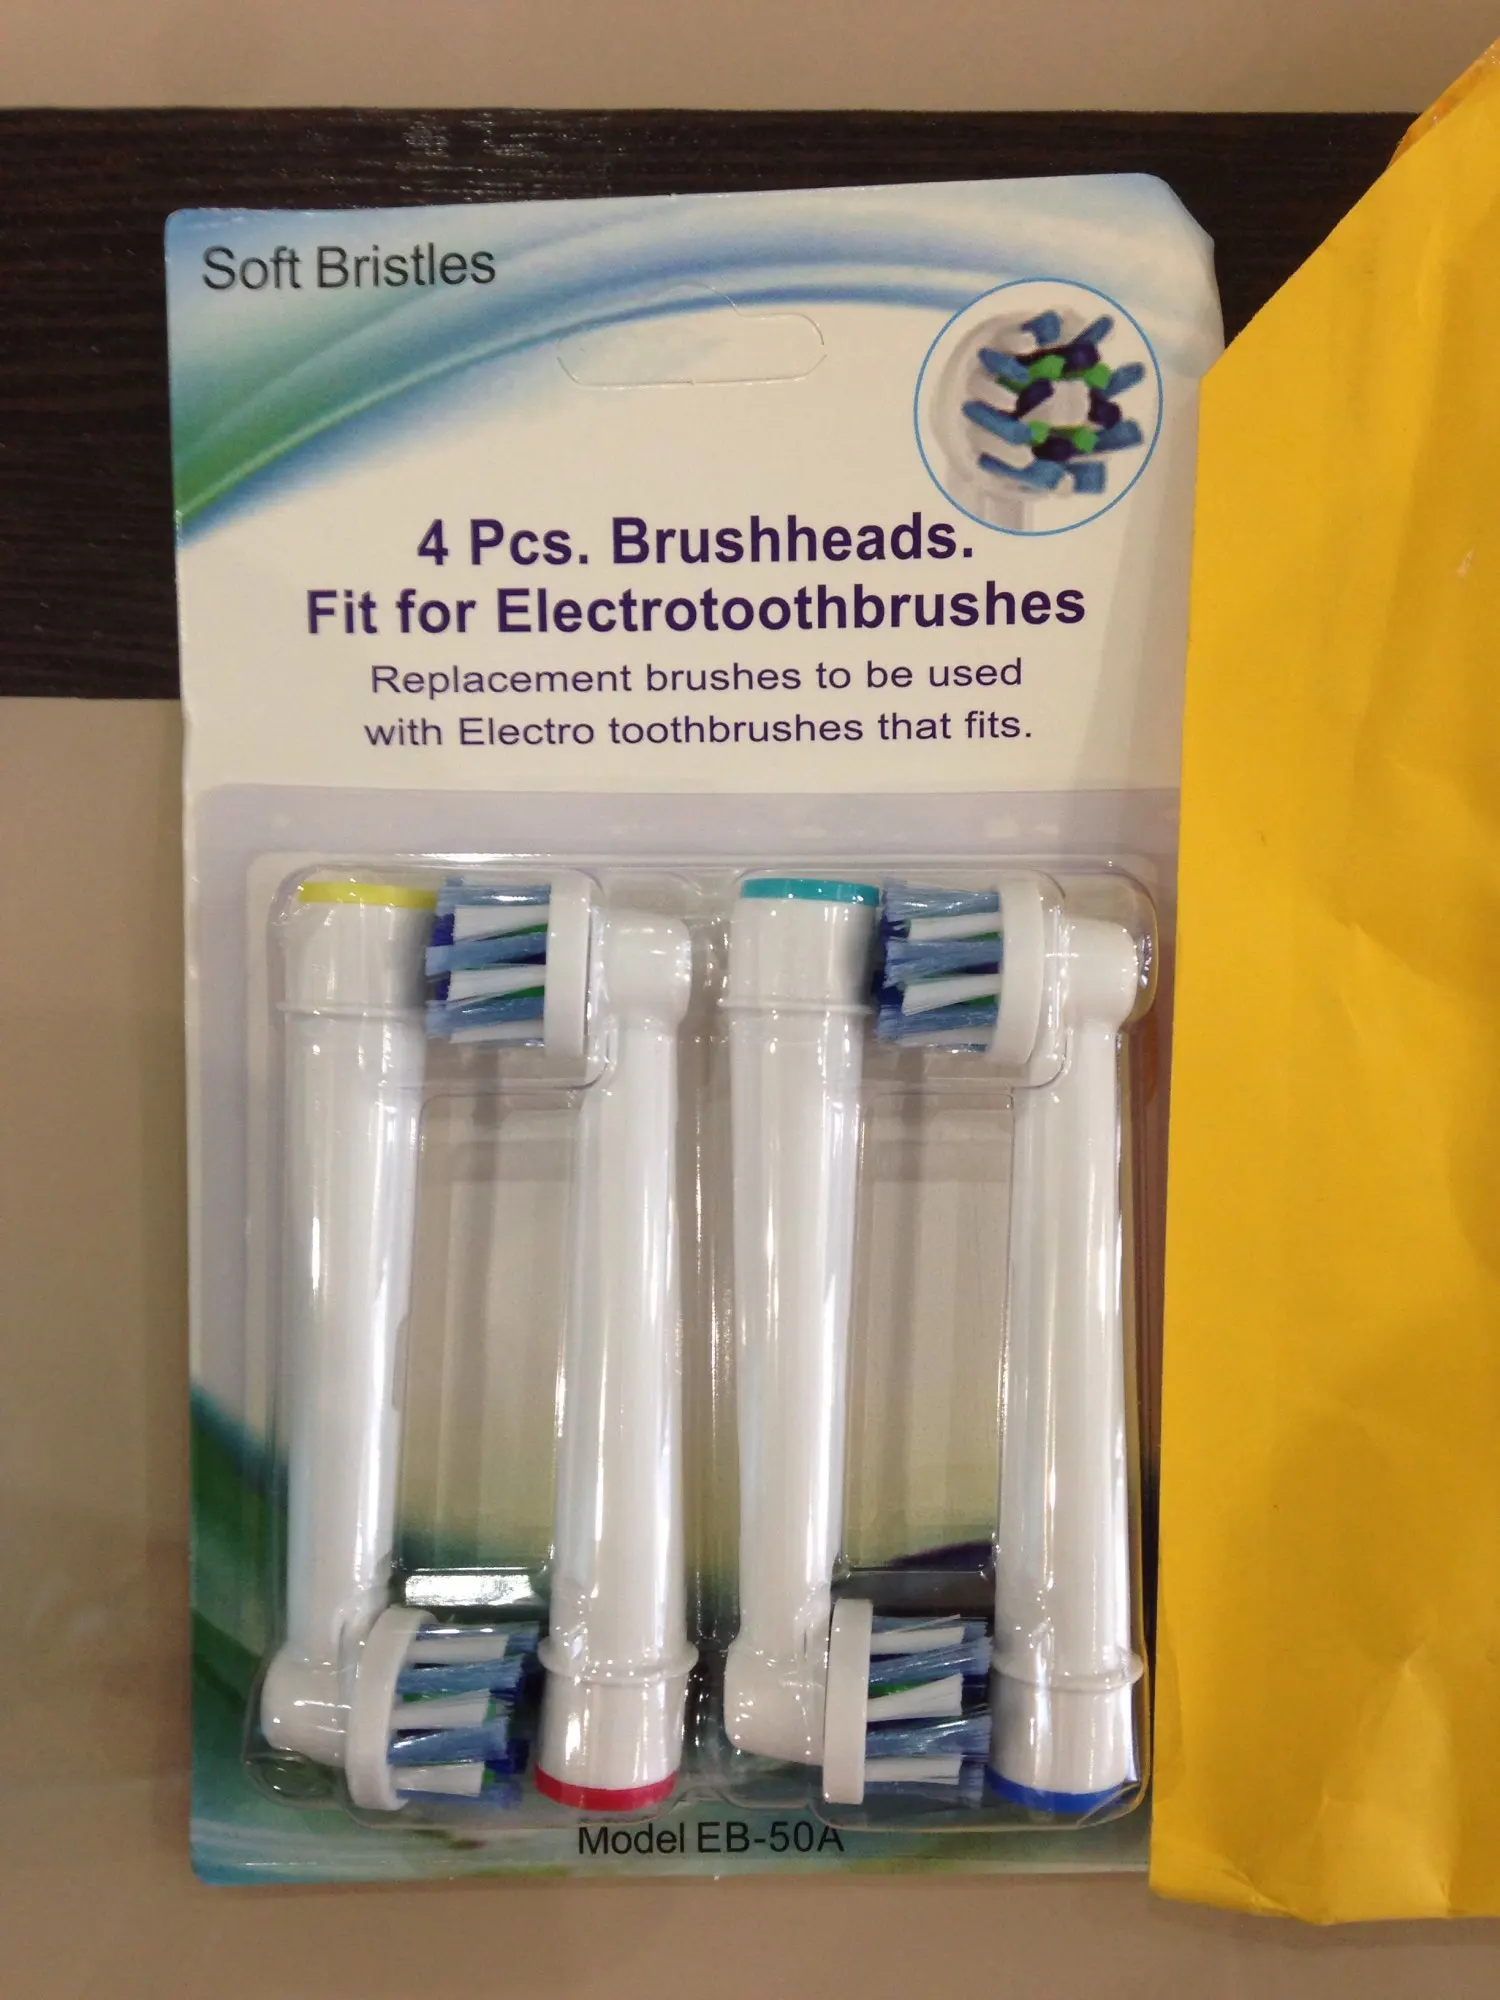 Soft Bristles
4 Pcs. Brushheads.
Fit for Electrotoothbrushes
Replacement brushes to be used
with Electro toothbrushes that fits.
Model EB-50A